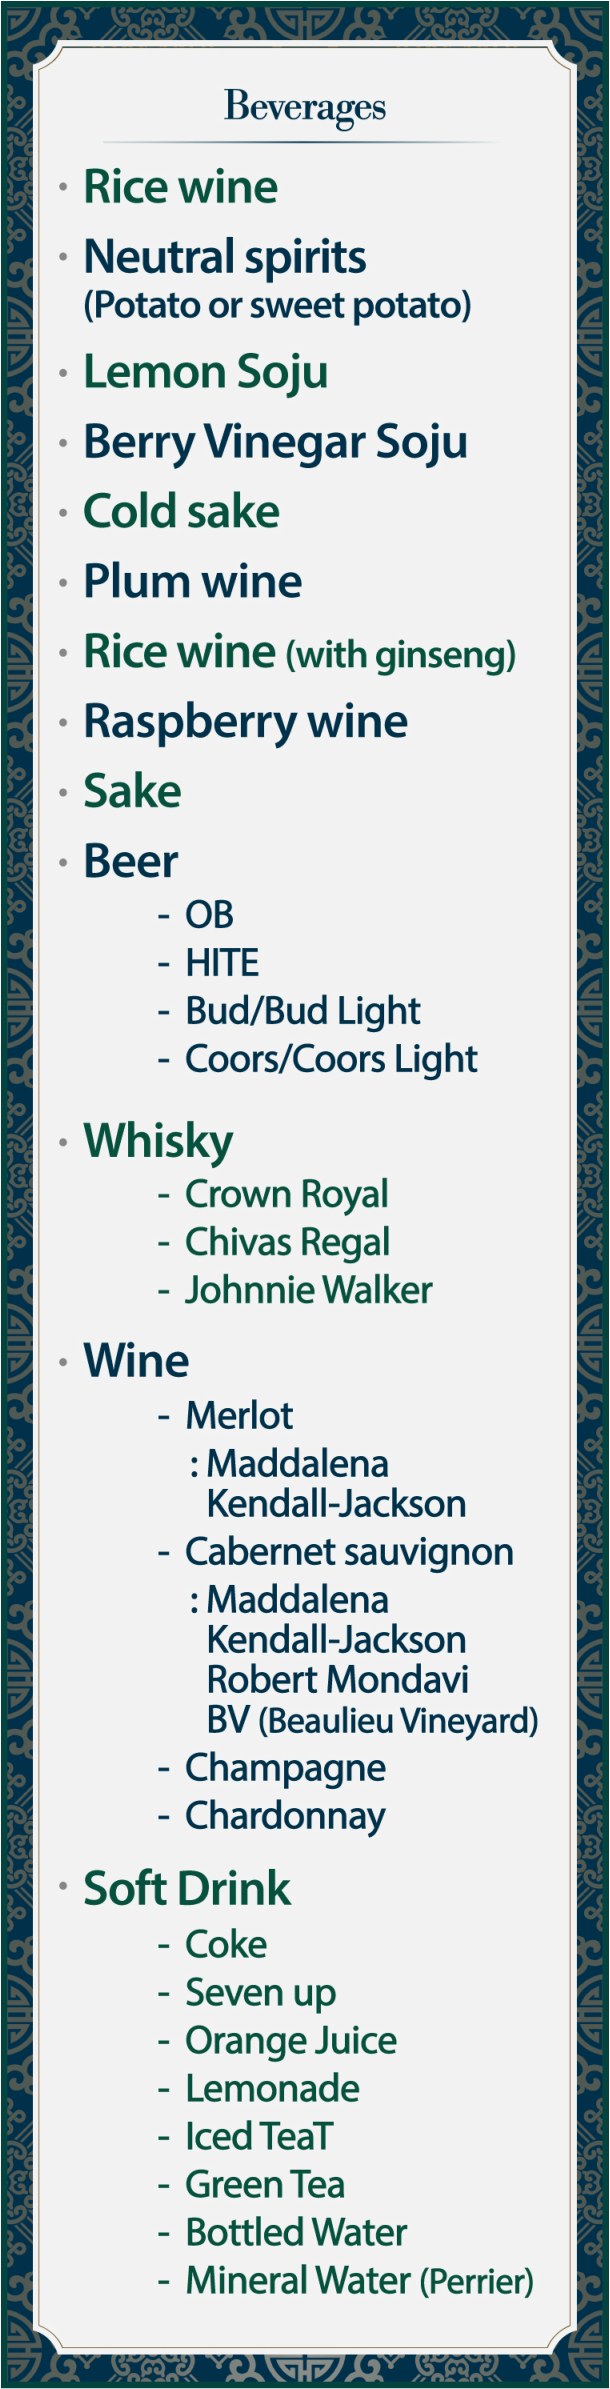 Beverages
• Rice wine
• Neutral spirits
(Potato or sweet potato)
• Lemon Soju
• Berry Vinegar Soju
• Cold sake
• Plum wine
• Rice wine (with ginseng)
• Raspberry wine
• Sake
• Beer
- OB
- HITE
- Bud/Bud Light
- Coors/Coors Light
• Whisky
- Crown Royal
- Chivas Regal
- Johnnie Walker
• Wine
- Merlot
: Maddalena
Kendall-Jackson
- Cabernet sauvignon
: Maddalena
Kendall-Jackson
Robert Mondavi
BV (Beaulieu Vineyard)
- Champagne
- Chardonnay
• Soft Drink
- Coke
- Seven up
- Orange Juice
- Lemonade
- Iced TeaT
- Green Tea
- Bottled Water
- Mineral Water (Perrier)